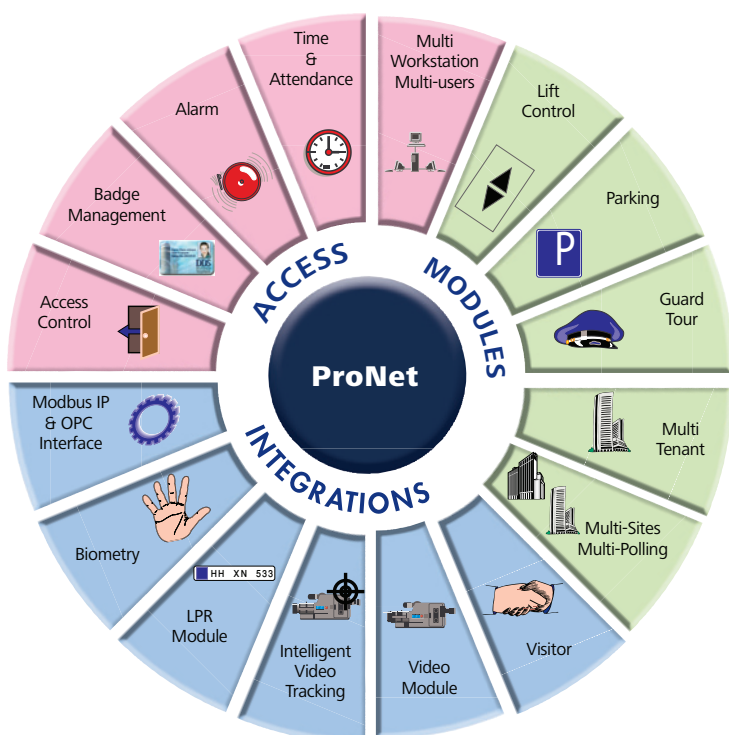 Time
&
Attendance
Multi
Workstation
Multi-users
Lift
Control
Parking
P
Guard
Tour
Multi
Tenant
Multi-Sites
Multi-Polling
Visitor
Video
Module
Intelligent
Video
Tracking
HH XN 533
LPR
Module
Biometry
Modbus IP
& OPC
Interface
Access
Control
Badge
Management
Alarm
ACCESS
MODULES
INTEGRATIONS
ProNet